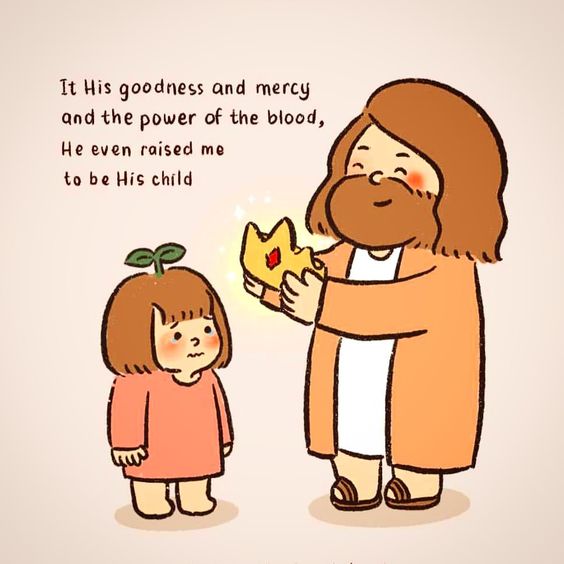 It His goodness and mercy
and the power of the blood,
He even raised me
to be His child